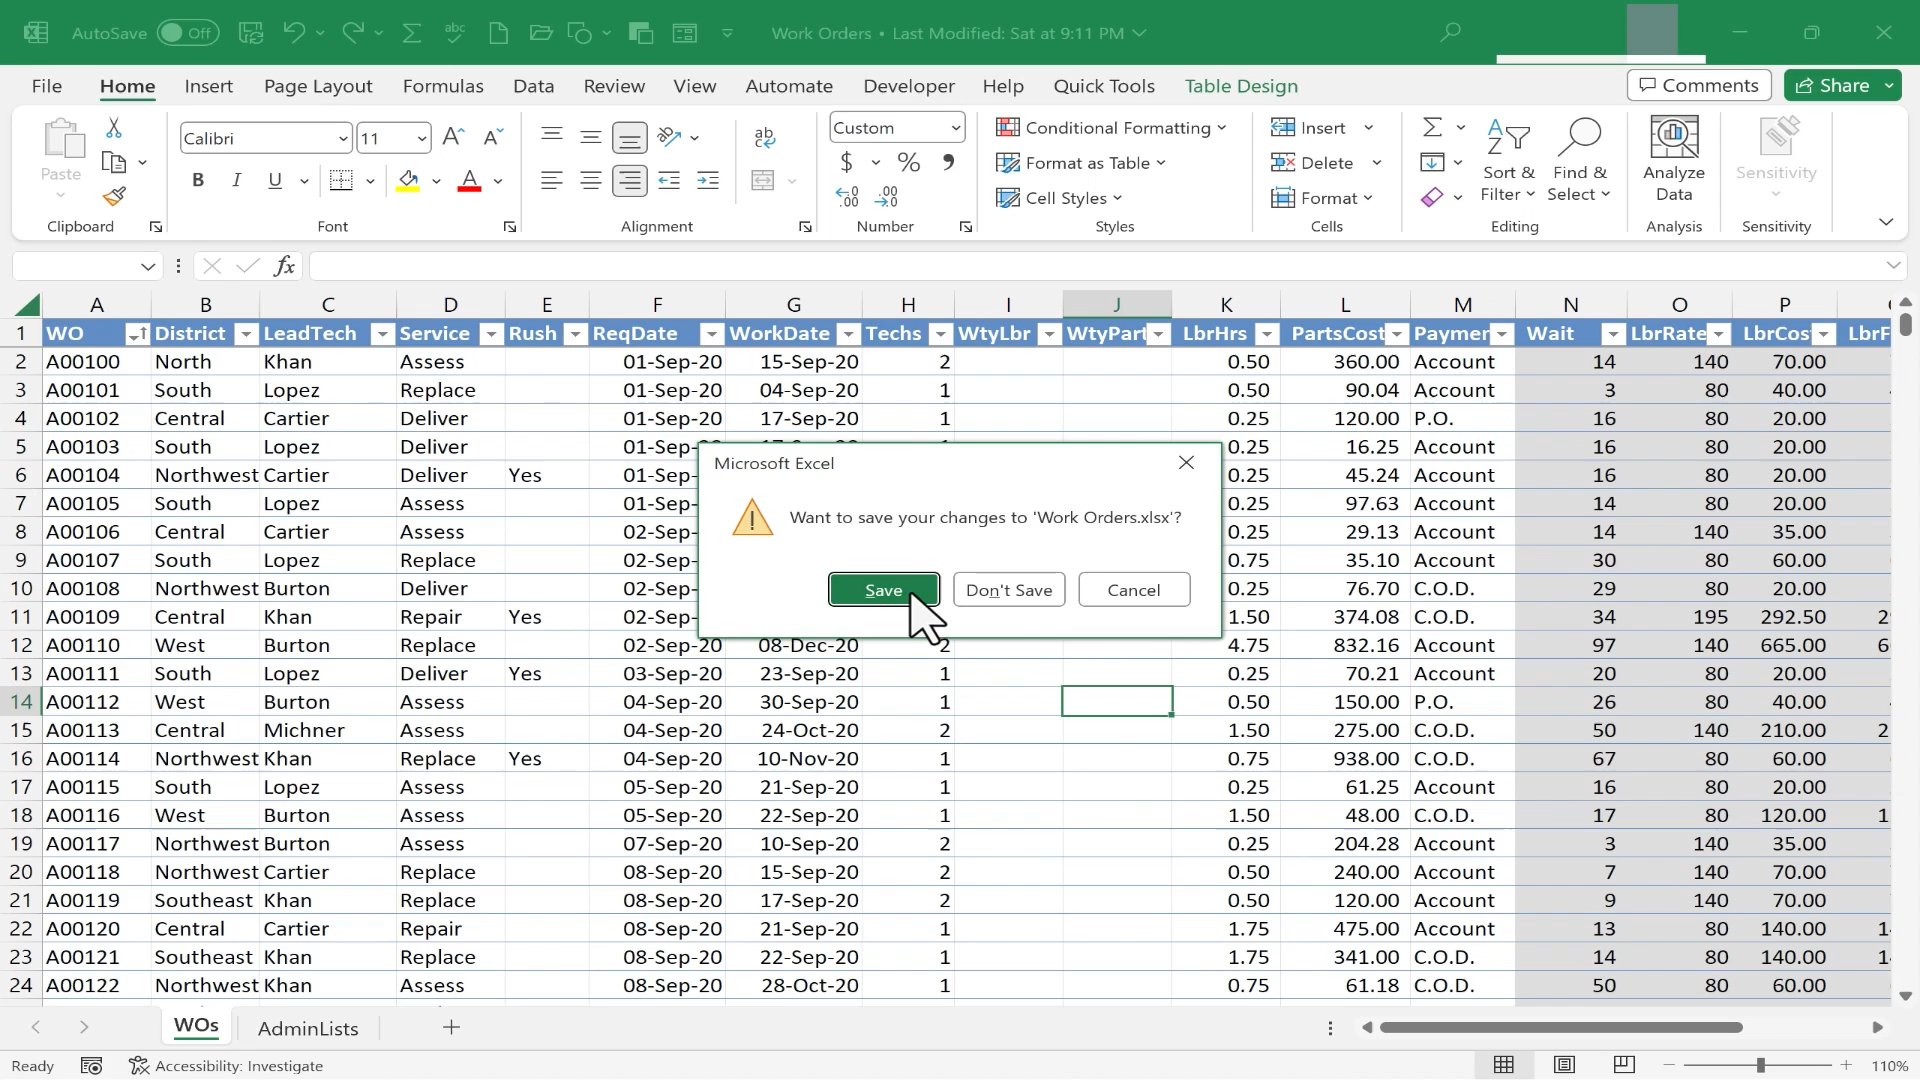 AutoSave Off Work Orders • Last Modified: Sat at 9:11 PM
File Home Insert Page Layout Formulas Data Review View Automate Developer Help Quick Tools Table Design Comments Share
Paste Calibri 11 Custom Conditional Formatting Insert
Format as Table Delete Sort & Find & Analyze Sensitivity
Cell Styles Format Filter Select Data
Clipboard Font Alignment Number Styles Cells Editing Analysis Sensitivity
fx
A B C D E F G H I J K L M N O P
1 WO District LeadTech Service Rush ReqDate WorkDate Techs WtyLbr WtyPart LbrHrs PartsCost Paymer Wait LbrRate LbrCos LbrF
2 A00100 North Khan Assess 01-Sep-20 15-Sep-20 2 0.50 360.00 Account 14 140 70.00
3 A00101 South Lopez Replace 01-Sep-20 04-Sep-20 1 0.50 90.04 Account 3 80 40.00
4 A00102 Central Cartier Deliver 01-Sep-20 17-Sep-20 1 0.25 120.00 P.O. 16 80 20.00
5 A00103 South Lopez Deliver 01-Sep-20 0.25 16.25 Account 16 80 20.00
6 A00104 Northwest Cartier Deliver Yes 01-Sep- 0.25 45.24 Account 16 80 20.00
7 A00105 South Lopez Assess 01-Sep- 0.25 97.63 Account 14 80 20.00
8 A00106 Central Cartier Assess 02-Sep- 0.25 29.13 Account 14 140 35.00
9 A00107 South Lopez Replace 02-Sep- 0.75 35.10 Account 30 80 60.00
10 A00108 Northwest Burton Deliver 02-Sep- 0.25 76.70 C.O.D. 29 80 20.00
11 A00109 Central Khan Repair Yes 02-Sep- 1.50 374.08 C.O.D. 34 195 292.50 2
12 A00110 West Burton Replace 02-Sep-20 08-Dec-20 2 4.75 832.16 Account 97 140 665.00 6
13 A00111 South Lopez Deliver Yes 03-Sep-20 23-Sep-20 1 0.25 70.21 Account 20 80 20.00
14 A00112 West Burton Assess 04-Sep-20 30-Sep-20 1 0.50 150.00 P.O. 26 80 40.00
15 A00113 Central Michner Assess 04-Sep-20 24-Oct-20 2 1.50 275.00 C.O.D. 50 140 210.00 2
16 A00114 Northwest Khan Replace Yes 04-Sep-20 10-Nov-20 1 0.75 938.00 C.O.D. 67 80 60.00
17 A00115 South Lopez Assess 05-Sep-20 21-Sep-20 1 0.25 61.25 Account 16 80 20.00
18 A00116 West Burton Assess 05-Sep-20 22-Sep-20 1 1.50 48.00 C.O.D. 17 80 120.00 1
19 A00117 Northwest Burton Assess 07-Sep-20 10-Sep-20 2 0.25 204.28 Account 3 140 35.00
20 A00118 Northwest Cartier Replace 08-Sep-20 15-Sep-20 2 0.50 240.00 Account 7 140 70.00
21 A00119 Southeast Khan Replace 08-Sep-20 17-Sep-20 2 0.50 120.00 Account 9 140 70.00
22 A00120 Central Cartier Repair 08-Sep-20 21-Sep-20 1 1.75 475.00 Account 13 80 140.00 1
23 A00121 Southeast Khan Replace 08-Sep-20 22-Sep-20 1 1.75 341.00 C.O.D. 14 80 140.00 1
24 A00122 Northwest Khan Assess 08-Sep-20 28-Oct-20 1 0.75 61.18 C.O.D. 50 80 60.00
Microsoft Excel
Want to save your changes to 'Work Orders.xlsx'?
Save Don't Save Cancel
WOs AdminLists
Ready Accessibility: Investigate 110%